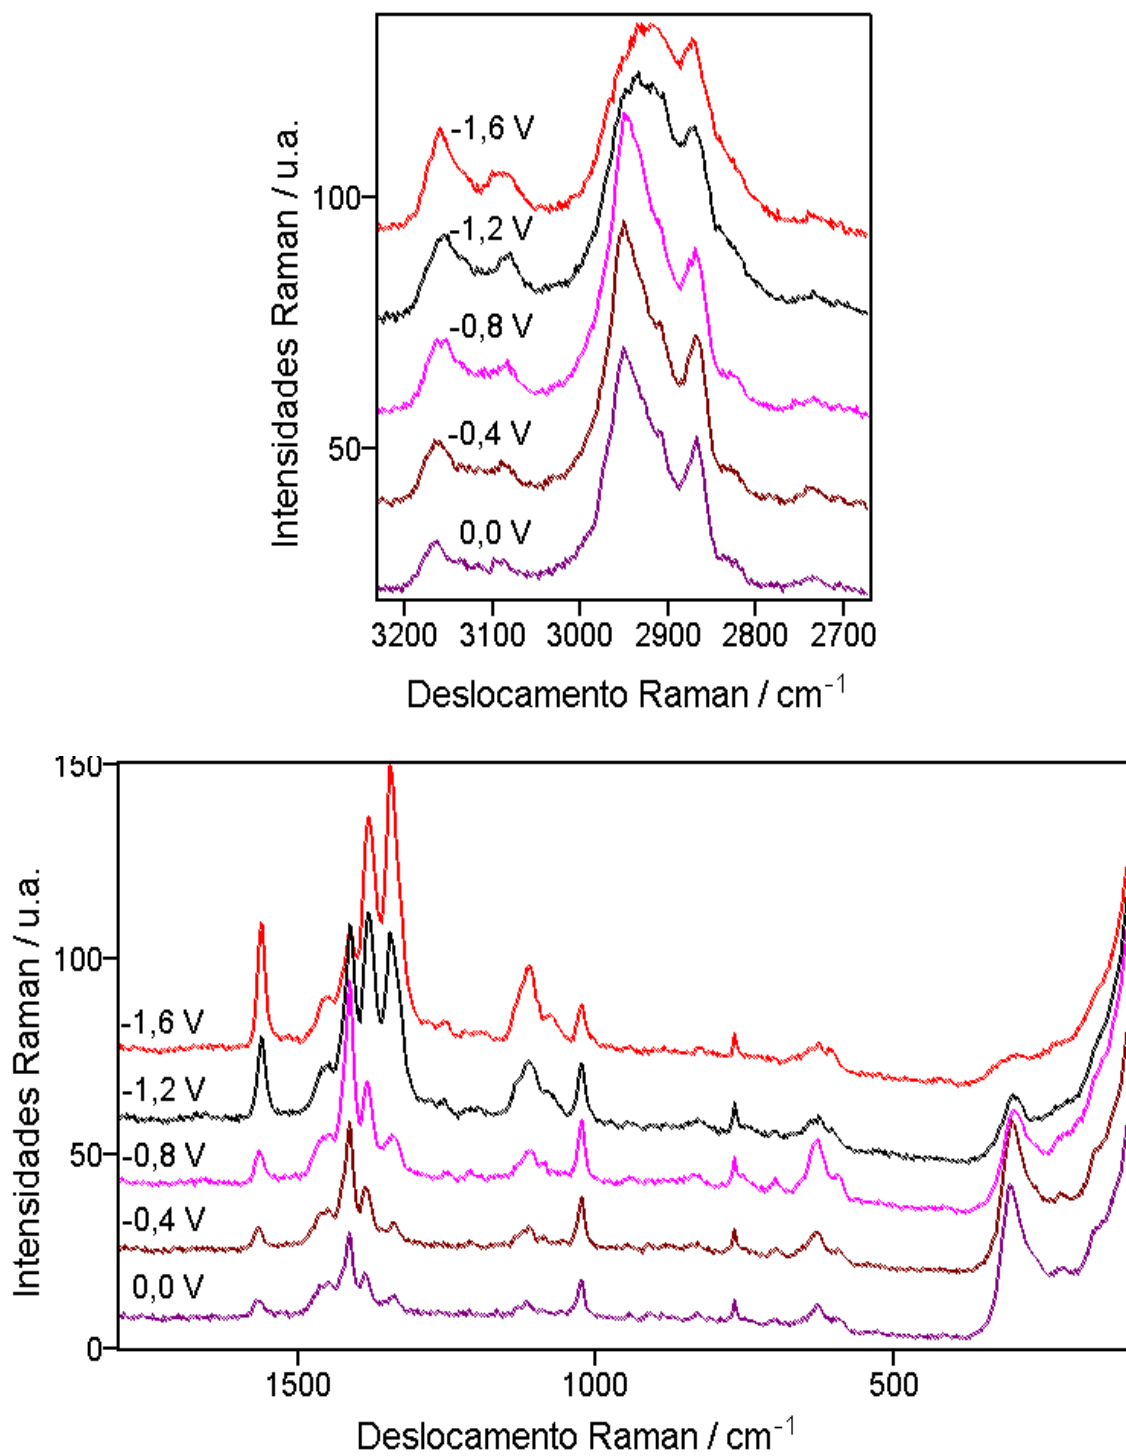 Intensidades Raman / u.a.
100
50
-1,6 V
-1,2 V
-0,8 V
-0,4 V
0,0 V
3200 3100 3000 2900 2800 2700
Deslocamento Raman / cm⁻¹
Intensidades Raman / u.a.
150
100
50
0
-1,6 V
-1,2 V
-0,8 V
-0,4 V
0,0 V
1500 1000 500
Deslocamento Raman / cm⁻¹